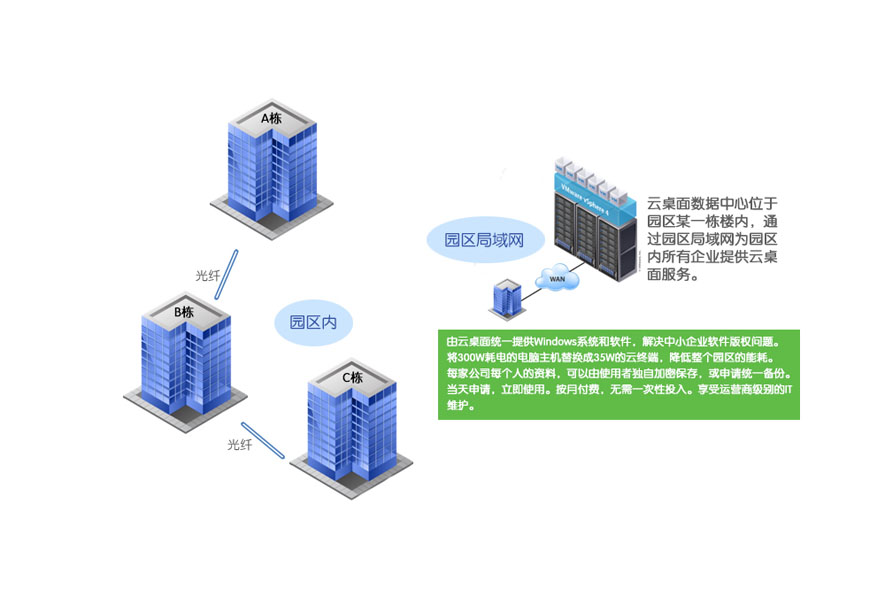 A栋
光纤
B栋
园区内
C栋
光纤
园区局域网
VMware vSphere 4
WAN
云桌面数据中心位于
园区某一栋楼内，通
过园区局域网为园区
内所有企业提供云桌
面服务。
由云桌面统一提供Windows系统和软件，解决中小企业软件版权问题。
将300W耗电的电脑主机替换成35W的云终端，降低整个园区的能耗。
每家公司每个人的资料，可以由使用者独自加密保存，或申请统一备份。
当天申请，立即使用。按月付费，无需一次性投入。享受运营商级别的IT
维护。